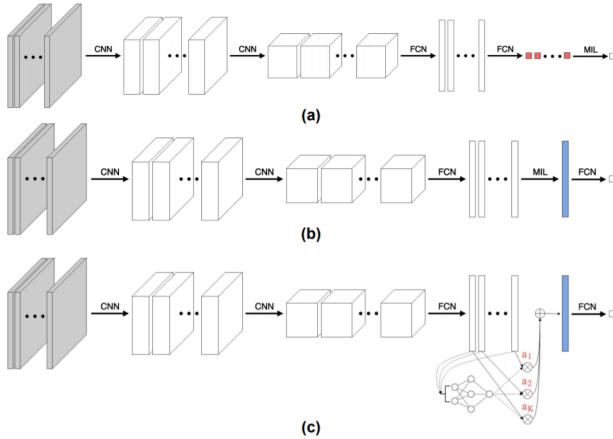 CNN CNN FCN FCN MIL
(a)
CNN CNN FCN MIL FCN
(b)
CNN CNN FCN FCN
a1
a2
aK
(c)